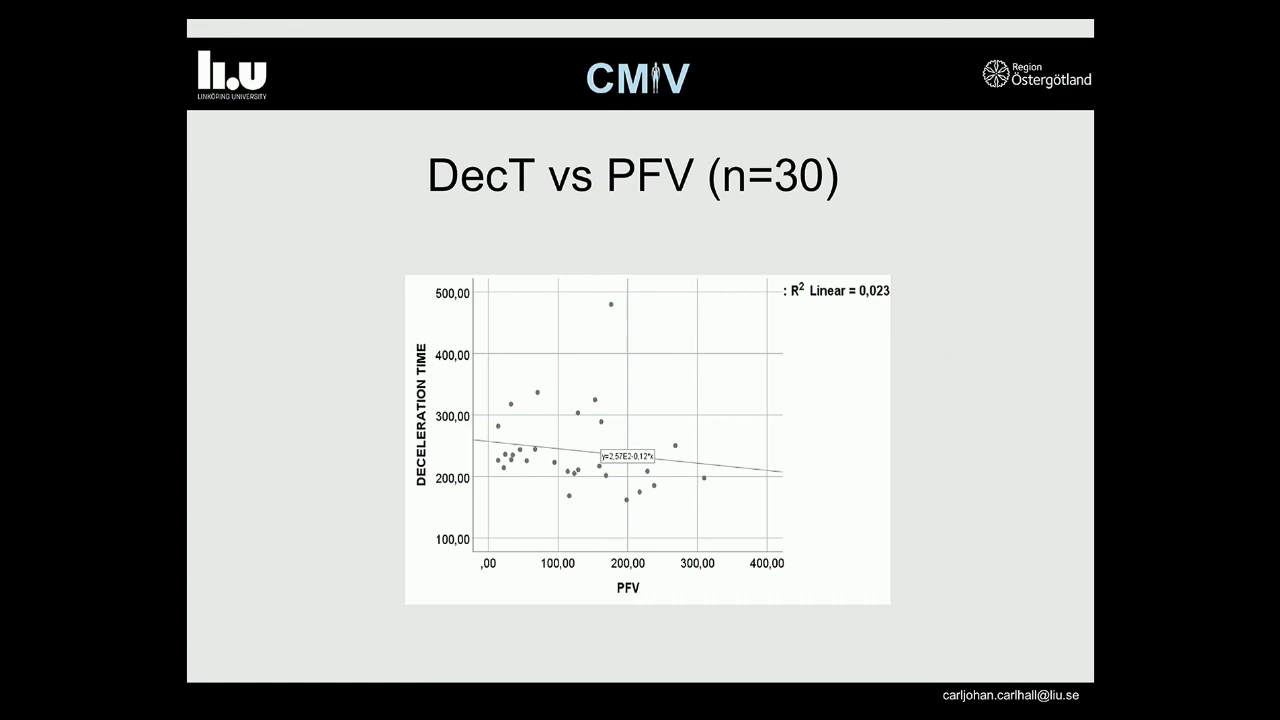 li.u
LINKÖPING UNIVERSITY
CMIV
Region
Östergötland
DecT vs PFV (n=30)
: R² Linear = 0,023
500,00
400,00
300,00
200,00
100,00
DECELERATION TIME
y=2,57E2-0,12*x
,00 100,00 200,00 300,00 400,00
PFV
carljohan.carlhall@liu.se